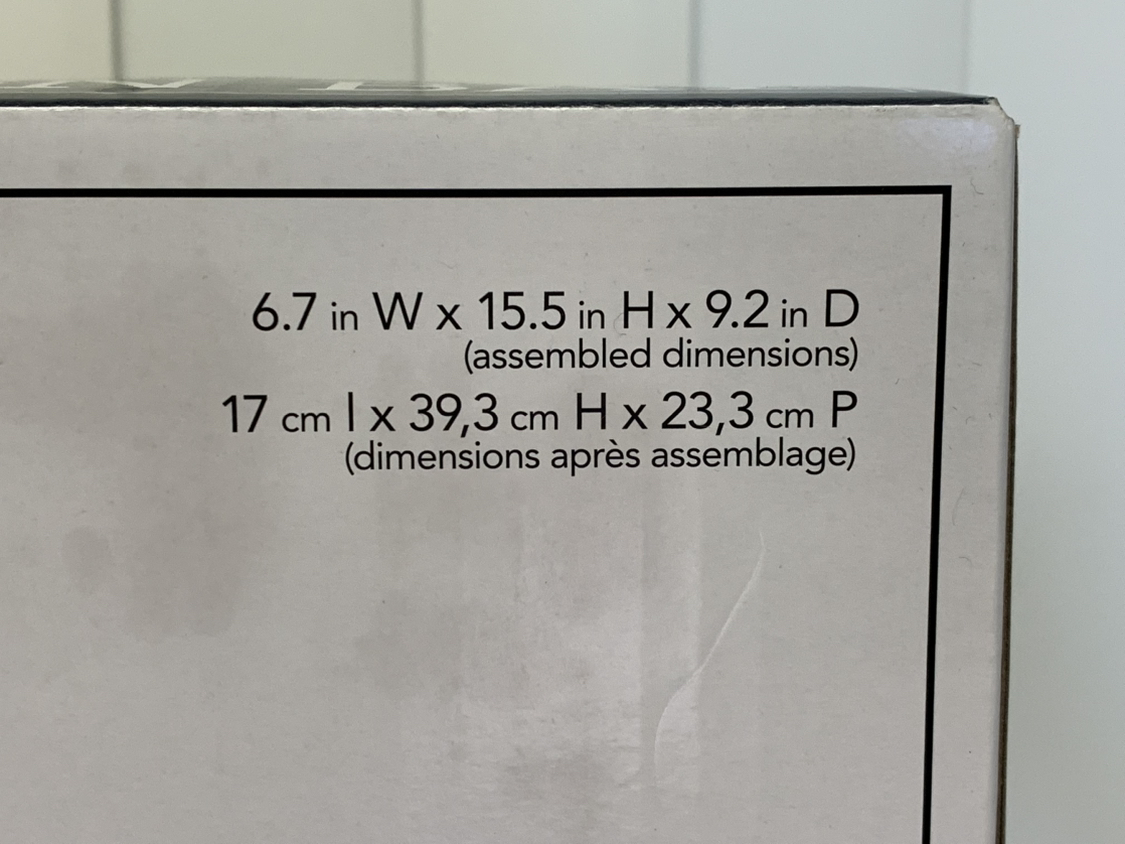 6.7 in W x 15.5 in H x 9.2 in D
(assembled dimensions)
17 cm l x 39,3 cm H x 23,3 cm P
(dimensions après assemblage)